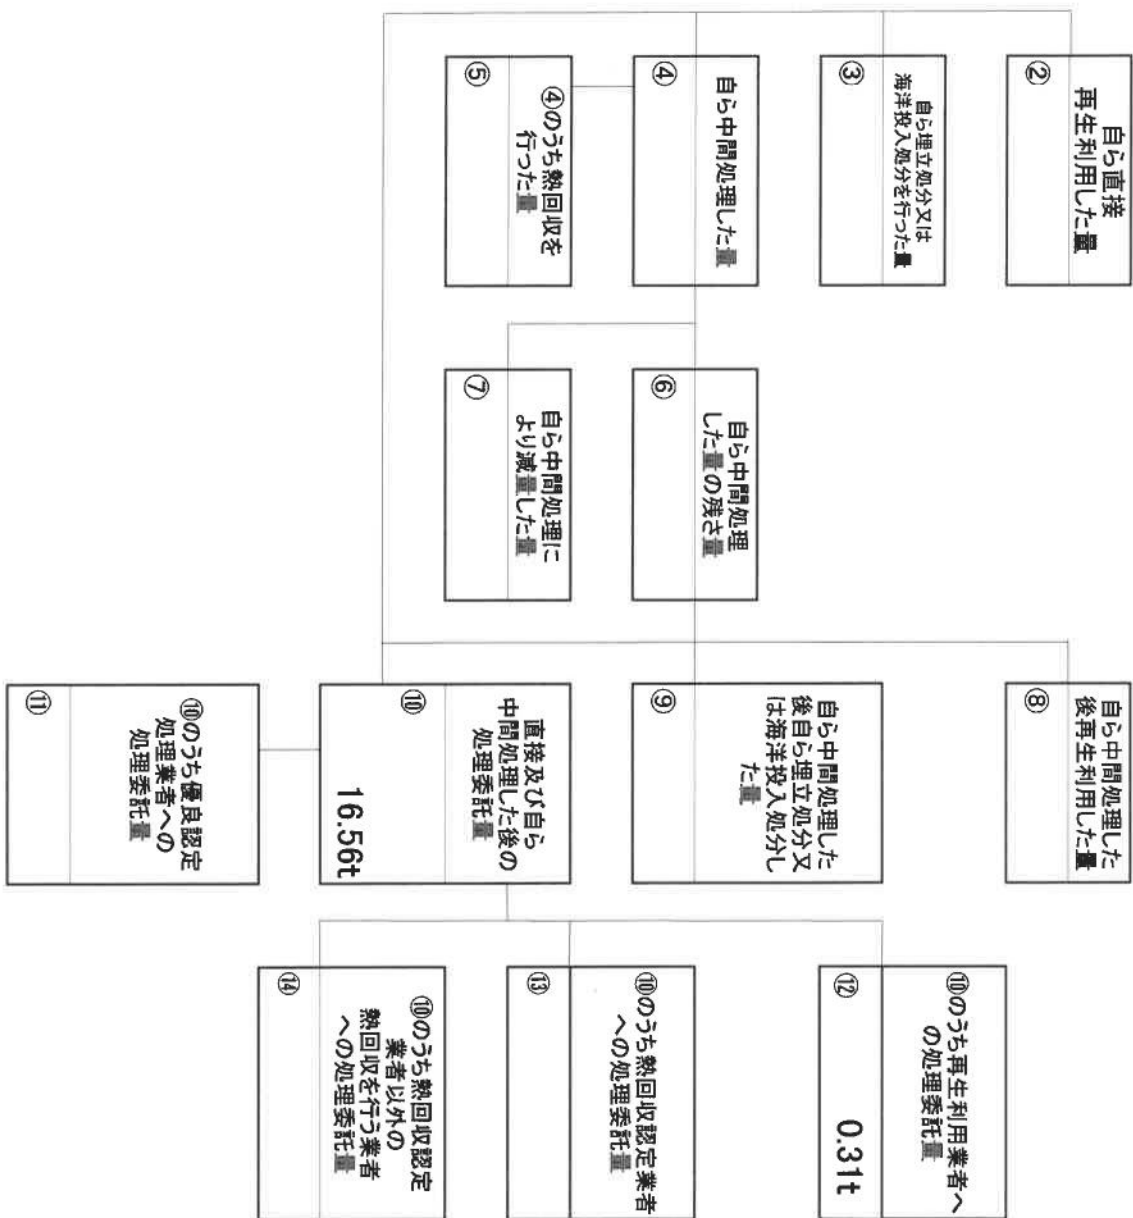 自ら直接
再生利用した量
②
自ら埋立処分又は
海洋投入処分を行った量
③
自ら中間処理した量
④
④のうち熱回収を
行った量
⑤
自ら中間処理
した量の残さ量
⑥
自ら中間処理に
より減量した量
⑦
自ら中間処理した
後再生利用した量
⑧
自ら中間処理した
後自ら埋立処分又
は海洋投入処分し
た量
⑨
直接及び自ら
中間処理した後の
処理委託量
⑩
16.56t
⑩のうち優良認定
処理業者への
処理委託量
⑪
⑩のうち再生利用業者へ
の処理委託量
⑫
0.31t
⑩のうち熱回収認定業者
への処理委託量
⑬
⑩のうち熱回収認定
業者以外の
熱回収を行う業者
への処理委託量
⑭